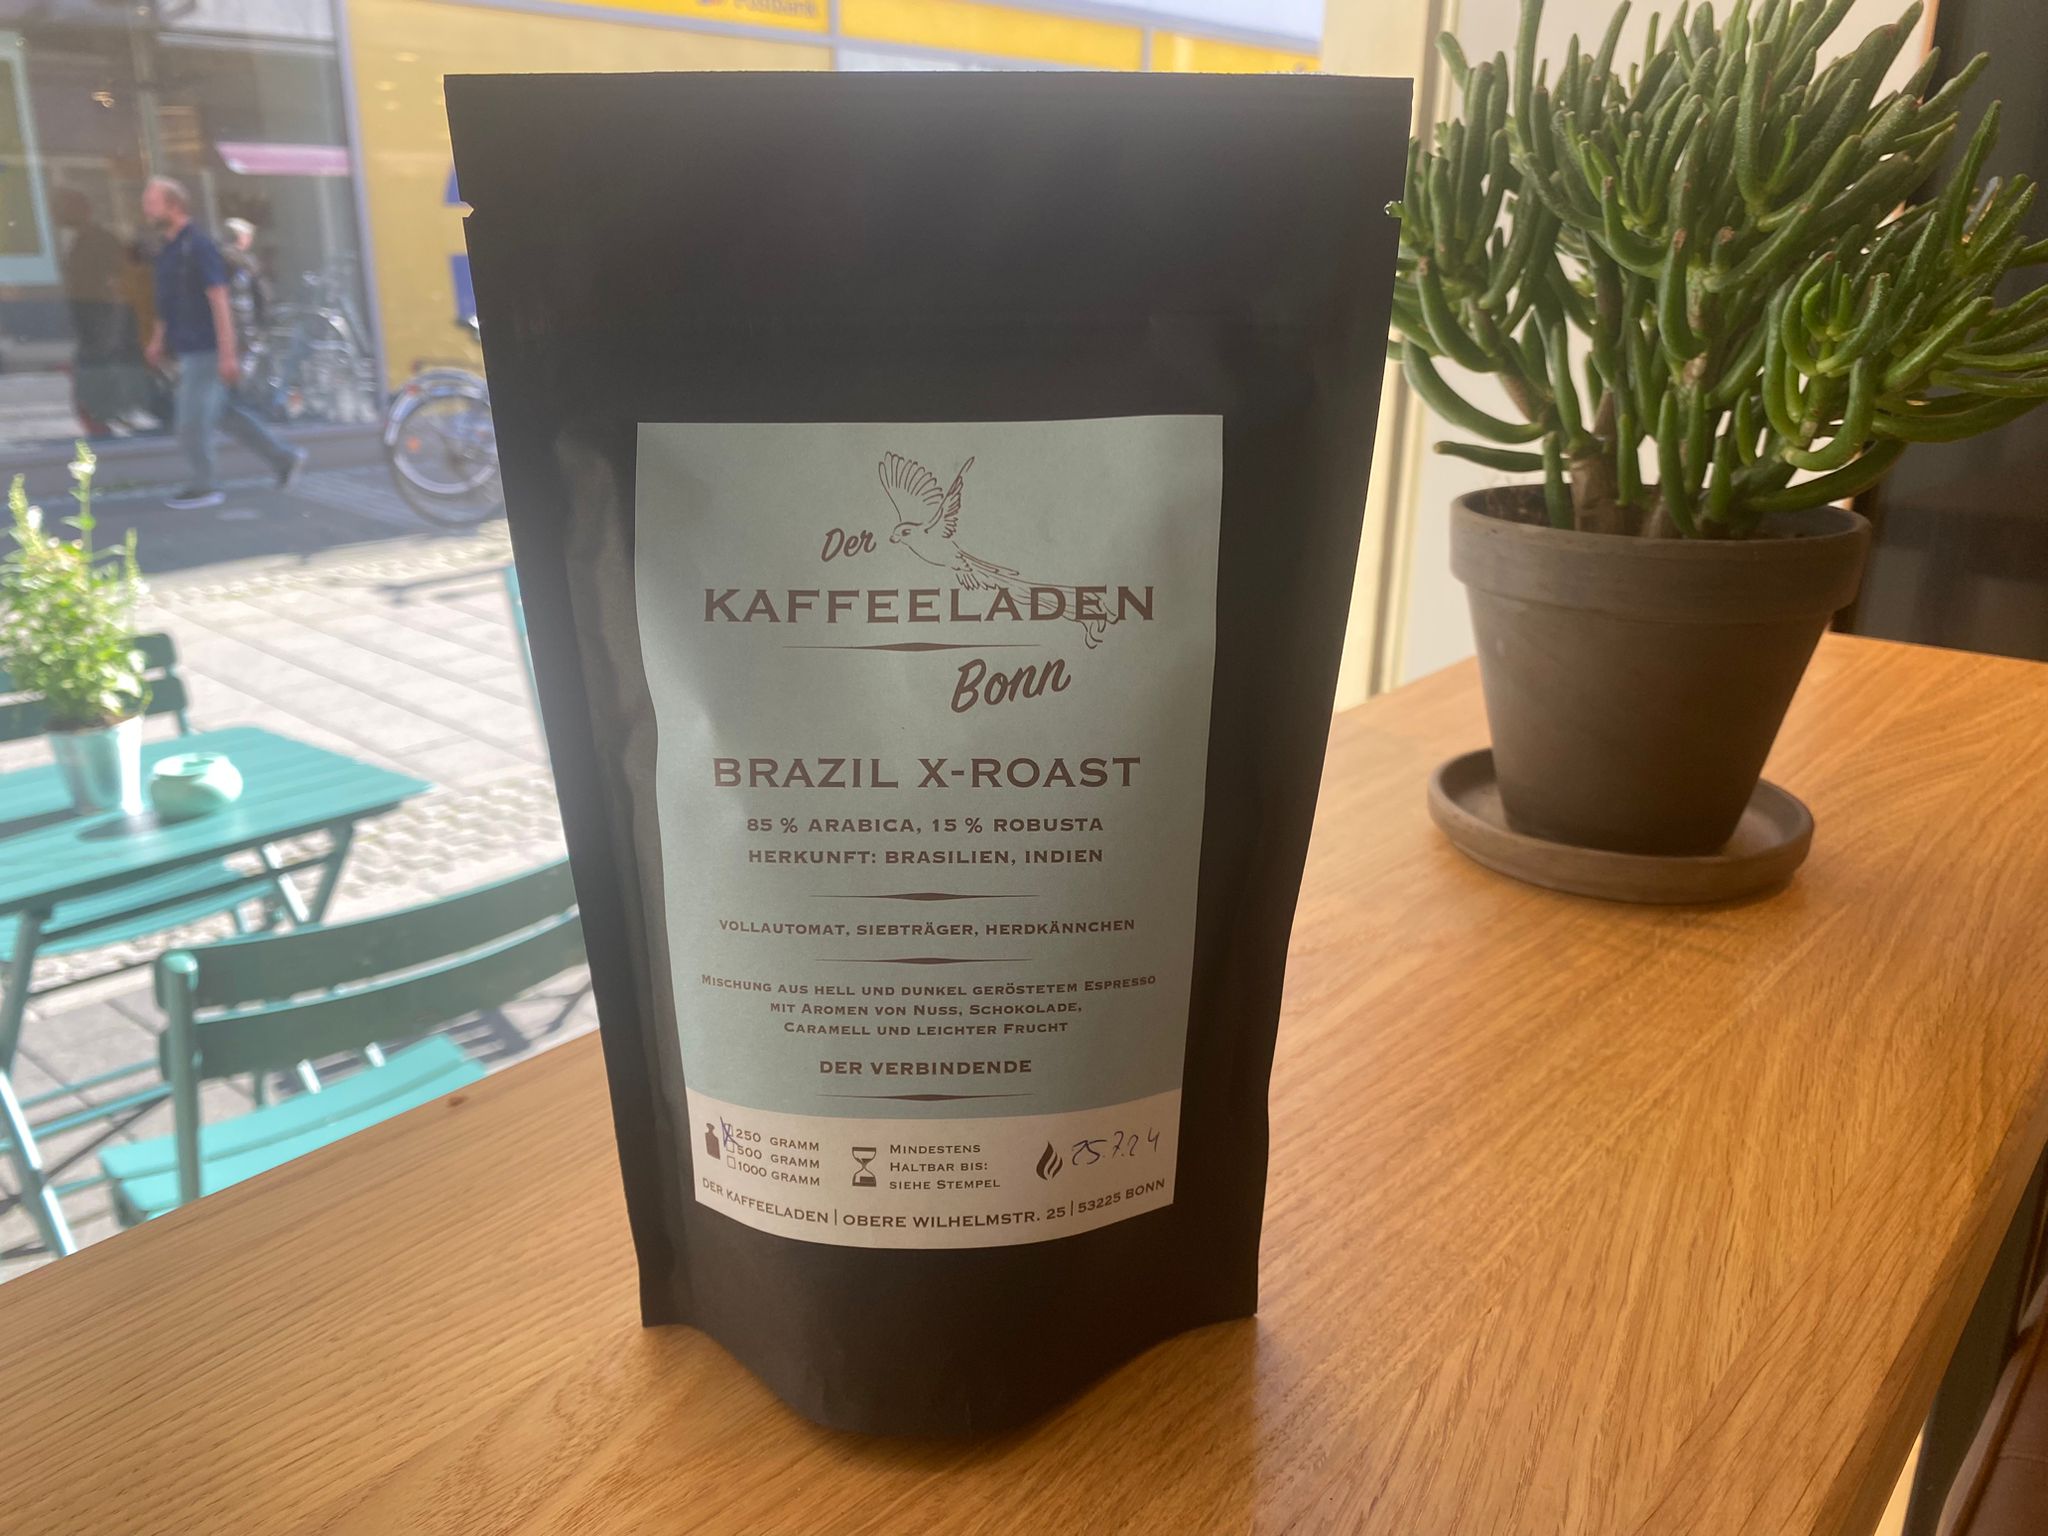 Postbank
Der
KAFFEELADEN
Bonn
BRAZIL X-ROAST
85 % ARABICA, 15 % ROBUSTA
HERKUNFT: BRASILIEN, INDIEN
VOLLAUTOMAT, SIEBTRÄGER, HERDKÄNNCHEN
MISCHUNG AUS HELL UND DUNKEL GERÖSTETEM ESPRESSO
MIT AROMEN VON NUSS, SCHOKOLADE,
CARAMELL UND LEICHTER FRUCHT
DER VERBINDENDE
250 GRAMM
500 GRAMM
1000 GRAMM
MINDESTENS
HALTBAR BIS:
SIEHE STEMPEL
25.7.24
DER KAFFEELADEN | OBERE WILHELMSTR. 25 | 53225 BONN